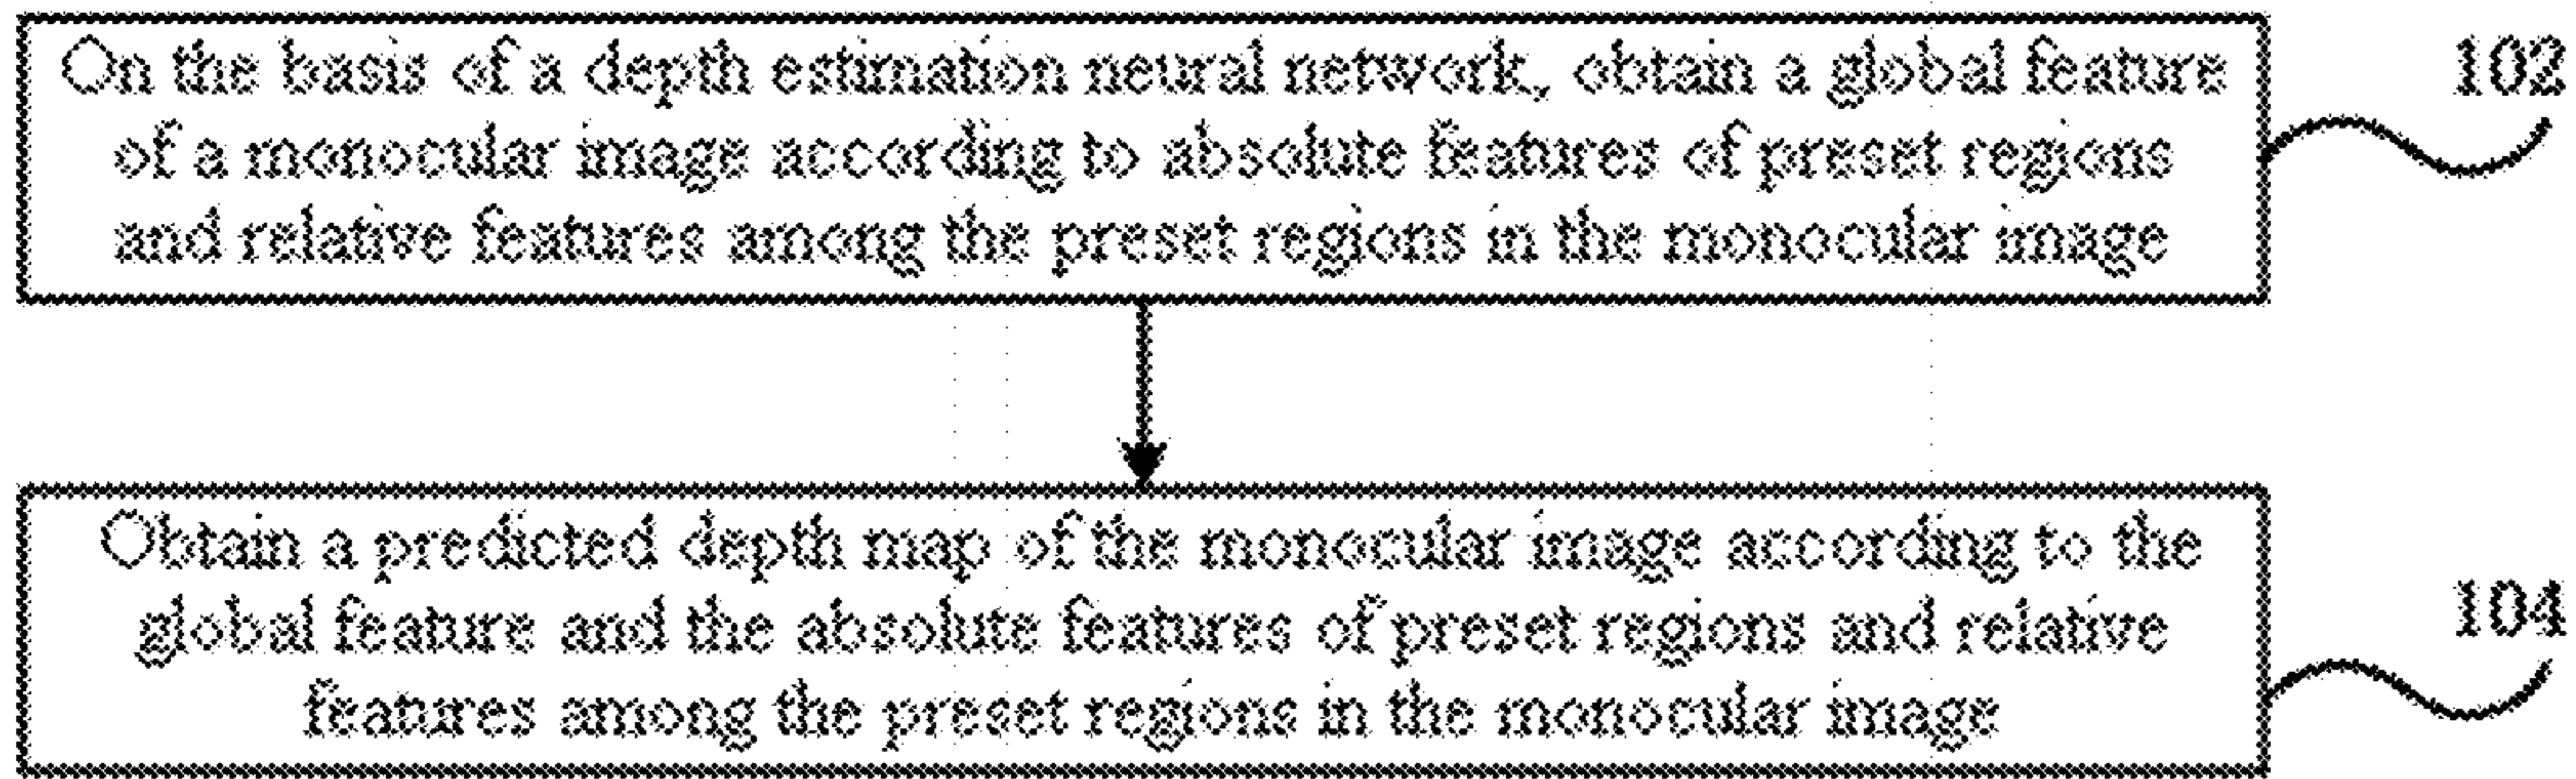 On the basis of a depth estimation neural network, obtain a global feature
of a monocular image according to absolute features of preset regions
and relative features among the preset regions in the monocular image
102
Obtain a predicted depth map of the monocular image according to the
global feature and the absolute features of preset regions and relative
features among the preset regions in the monocular image
104